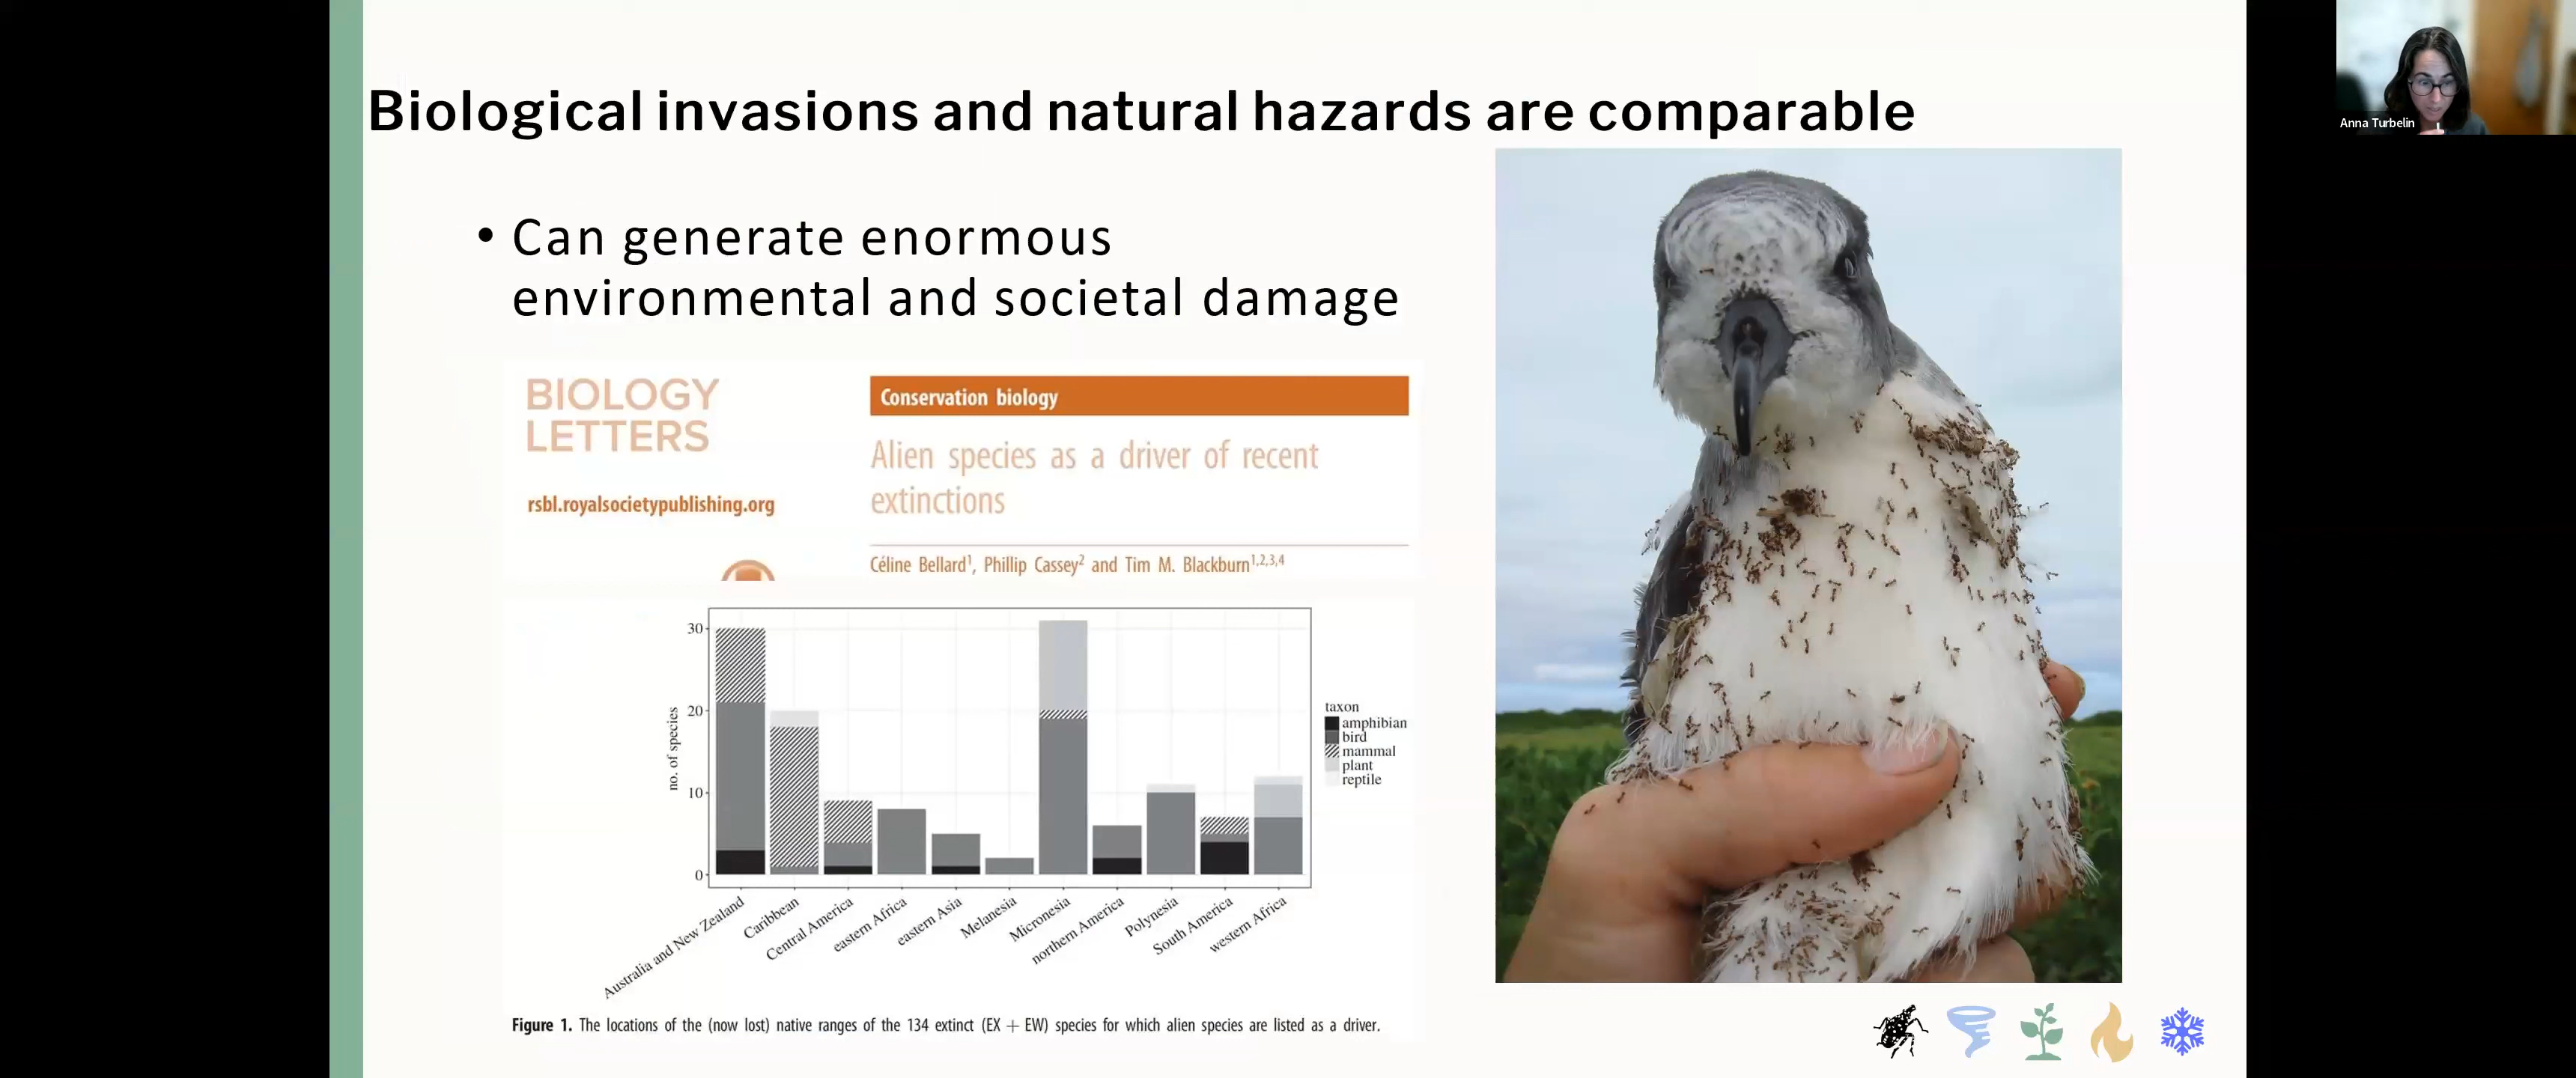 Biological invasions and natural hazards are comparable
Anna Turbelin
• Can generate enormous
environmental and societal damage
BIOLOGY
LETTERS
rsbl.royalsocietypublishing.org
Conservation biology
Alien species as a driver of recent
extinctions
Céline Bellard¹, Phillip Cassey² and Tim M. Blackburn¹,²,³,⁴
no. of species
30
20
10
0
Australia and New Zealand
Caribbean
Central America
eastern Africa
eastern Asia
Melanesia
Micronesia
northern America
Polynesia
South America
western Africa
taxon
amphibian
bird
mammal
plant
reptile
Figure 1. The locations of the (now lost) native ranges of the 134 extinct (EX + EW) species for which alien species are listed as a driver.